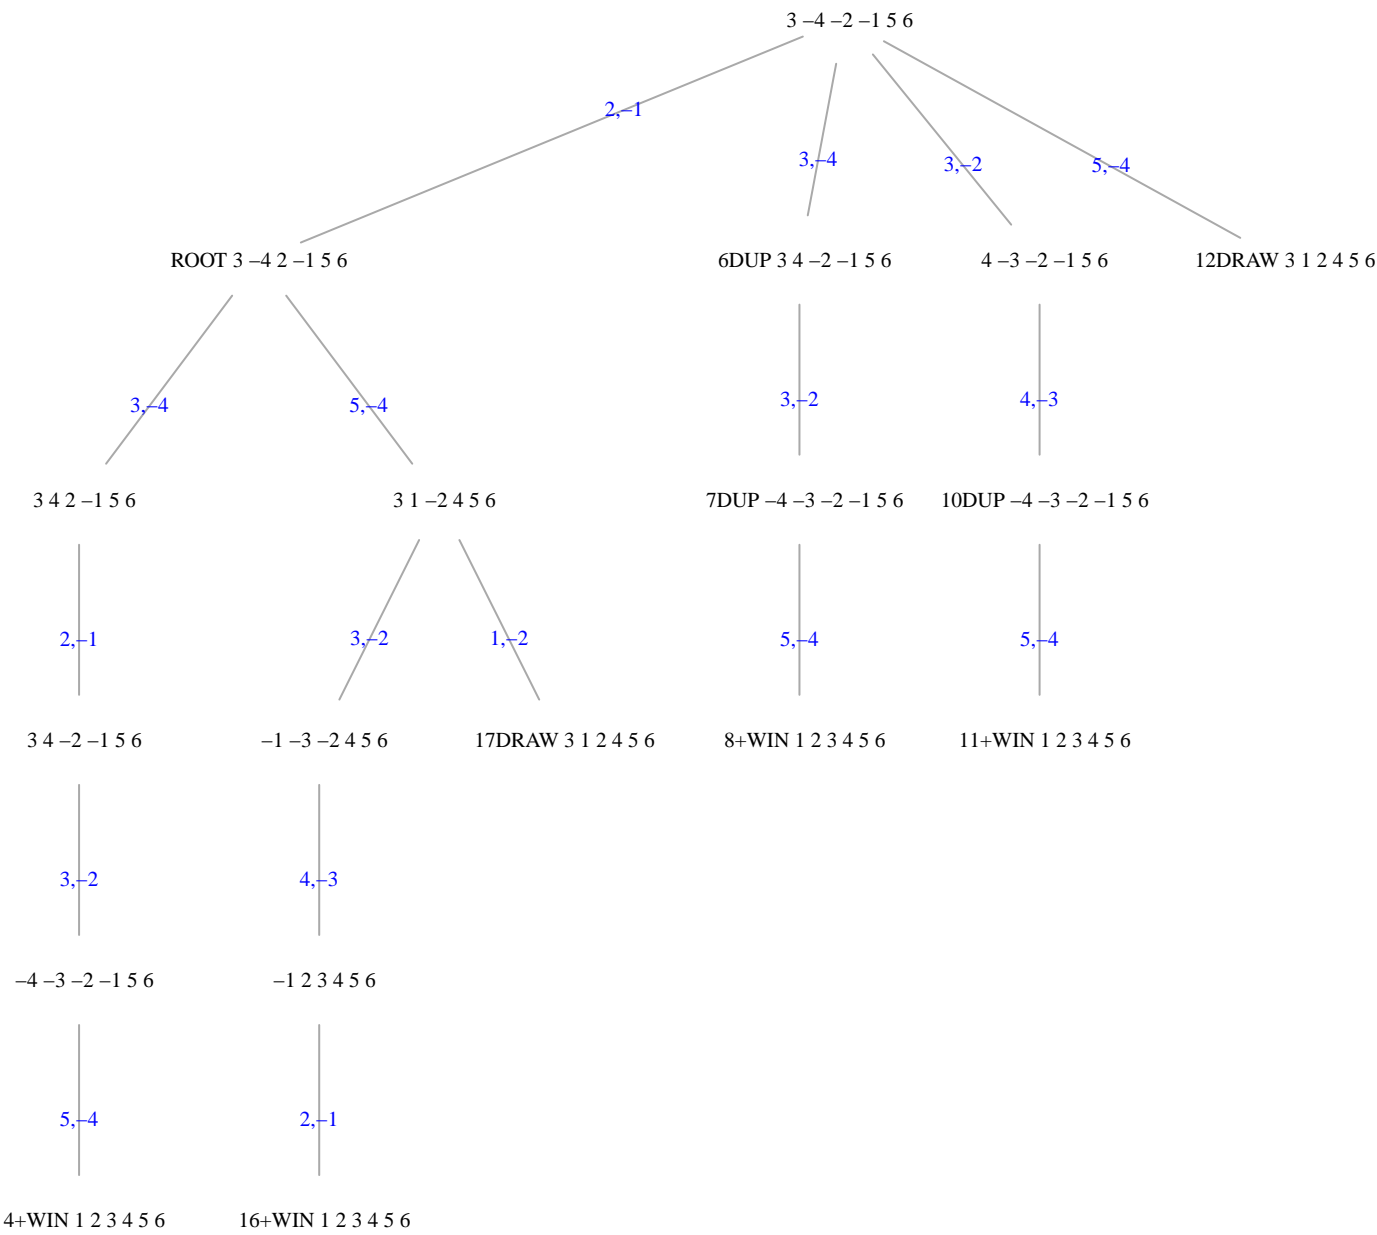 3 –4 –2 –1 5 6
2,–1
3,–4
3,–2
5,–4
ROOT 3 –4 2 –1 5 6
6DUP 3 4 –2 –1 5 6
4 –3 –2 –1 5 6
12DRAW 3 1 2 4 5 6
3,–4
5,–4
3,–2
4,–3
3 4 2 –1 5 6
3 1 –2 4 5 6
7DUP –4 –3 –2 –1 5 6
10DUP –4 –3 –2 –1 5 6
2,–1
3,–2
1,–2
5,–4
5,–4
3 4 –2 –1 5 6
–1 –3 –2 4 5 6
17DRAW 3 1 2 4 5 6
8+WIN 1 2 3 4 5 6
11+WIN 1 2 3 4 5 6
3,–2
4,–3
–4 –3 –2 –1 5 6
–1 2 3 4 5 6
5,–4
2,–1
4+WIN 1 2 3 4 5 6
16+WIN 1 2 3 4 5 6